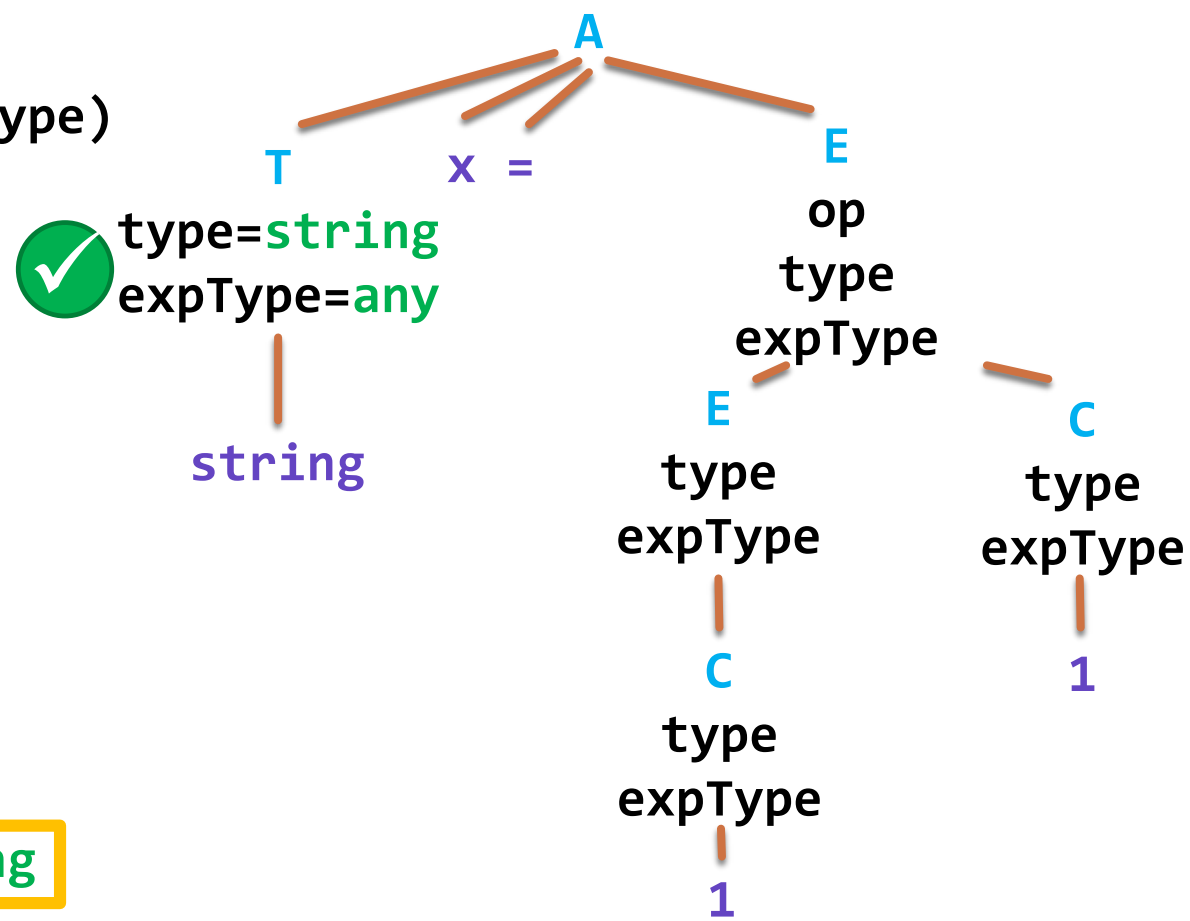 A
ype)
T
x =
E
type=string
expType=any
op
type
expType
string
E
type
expType
C
type
expType
C
type
expType
1
1
g